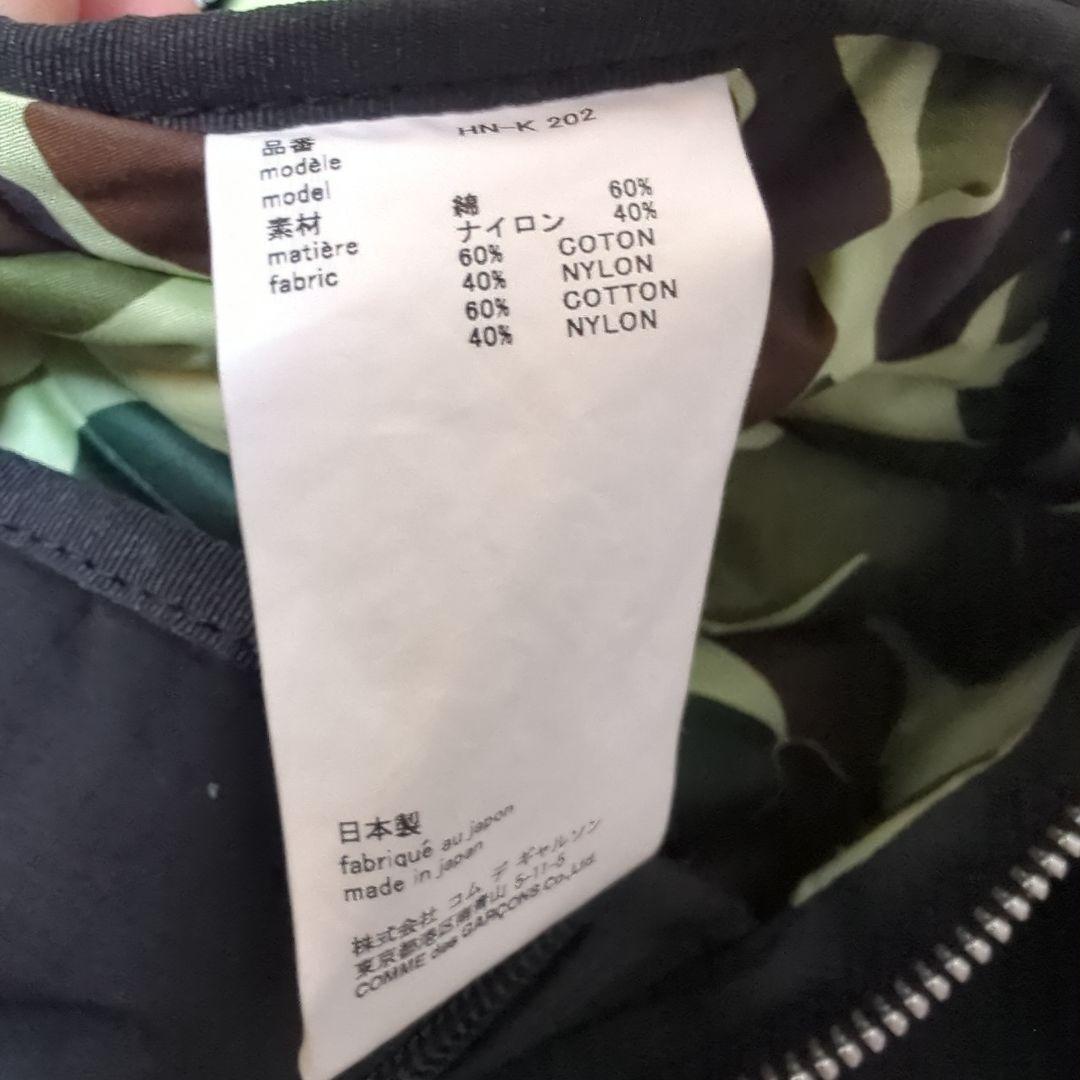 品番 HN-K 202
modèle
model
素材 綿 60%
ナイロン 40%
matière 60% COTON
40% NYLON
fabric 60% COTTON
40% NYLON
日本製
fabriqué au japon
made in japan
株式会社 コム デ ギャルソン
東京都港区南青山 5-11-5
COMME des GARÇONS Co.,Ltd.